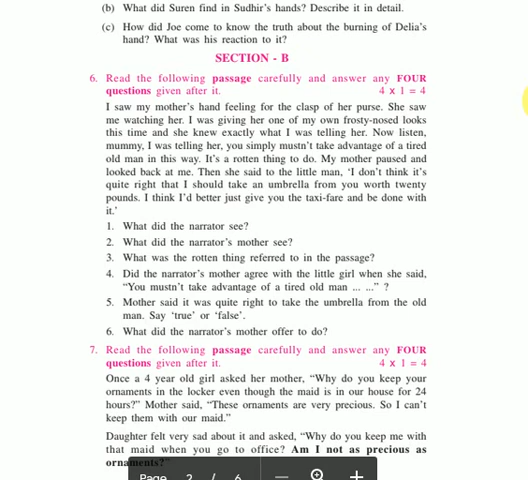 (b) What did Suren find in Sudhir's hands? Describe it in detail.
(c) How did Joe come to know the truth about the burning of Delia's
hand? What was his reaction to it?
SECTION - B
6. Read the following passage carefully and answer any FOUR
questions given after it. 4 x 1 = 4
I saw my mother's hand feeling for the clasp of her purse. She saw
me watching her. I was giving her one of my own frosty-nosed looks
this time and she knew exactly what I was telling her. Now listen,
mummy, I was telling her, you simply mustn't take advantage of a tired
old man in this way. It's a rotten thing to do. My mother paused and
looked back at me. Then she said to the little man, 'I don't think it's
quite right that I should take an umbrella from you worth twenty
pounds. I think I'd better just give you the taxi-fare and be done with
it.'
1. What did the narrator see?
2. What did the narrator's mother see?
3. What was the rotten thing referred to in the passage?
4. Did the narrator's mother agree with the little girl when she said,
"You mustn't take advantage of a tired old man ... ..." ?
5. Mother said it was quite right to take the umbrella from the old
man. Say 'true' or 'false'.
6. What did the narrator's mother offer to do?
7. Read the following passage carefully and answer any FOUR
questions given after it. 4 x 1 = 4
Once a 4 year old girl asked her mother, "Why do you keep your
ornaments in the locker even though the maid is in our house for 24
hours?" Mother said, "These ornaments are very precious. So I can't
keep them with our maid."
Daughter felt very sad about it and asked, "Why do you keep me with
that maid when you go to office? Am I not as precious as
ornaments?"
Page 2 / 6 — +